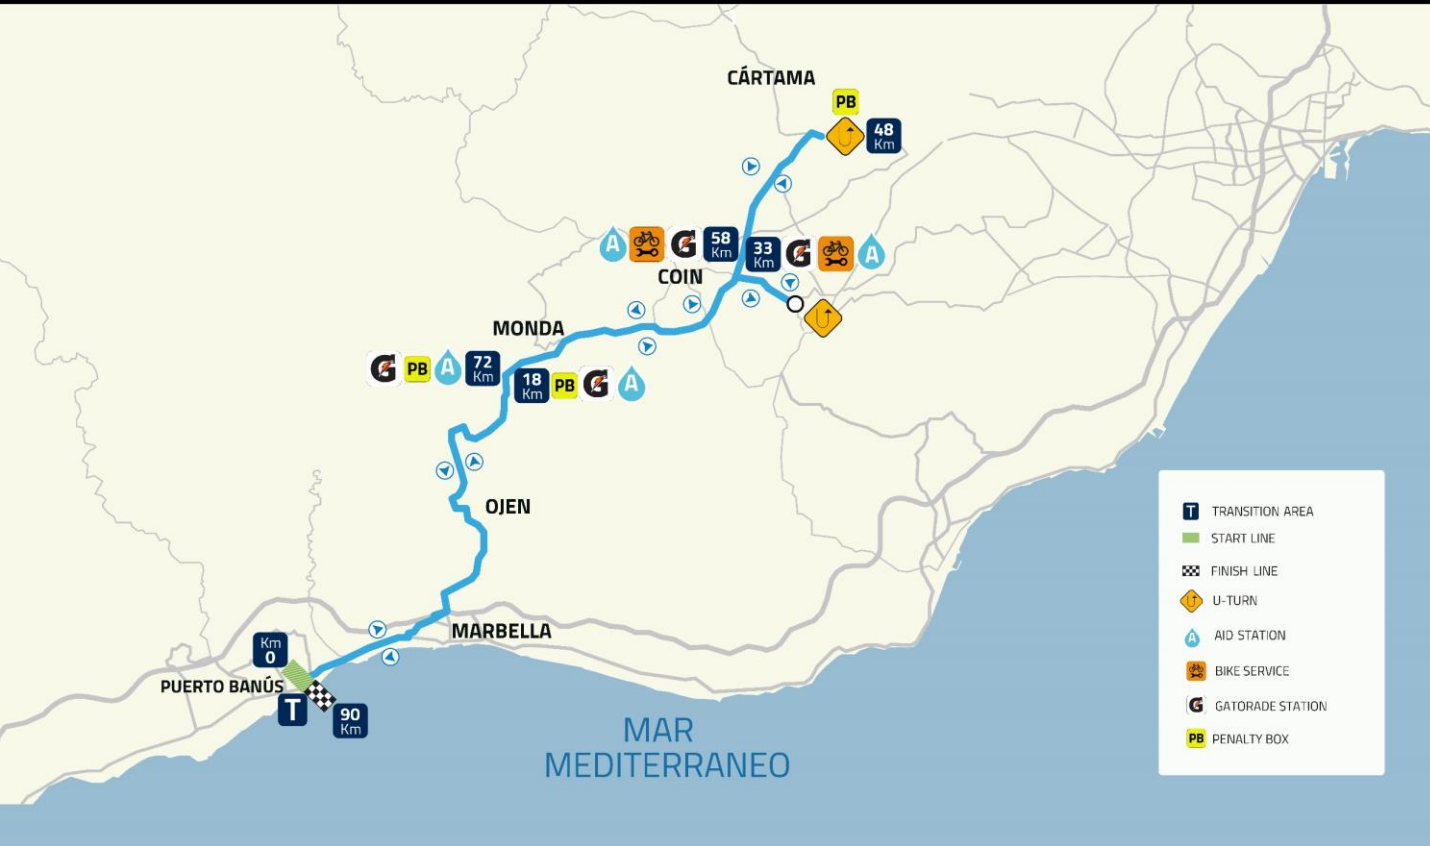 CÁRTAMA
PB
48
Km
A
G
58
Km
33
Km
G
A
COIN
MONDA
G
PB
A
72
Km
18
Km
PB
G
A
OJEN
MARBELLA
Km
0
PUERTO BANÚS
T
90
Km
MAR
MEDITERRANEO
T TRANSITION AREA
START LINE
FINISH LINE
U-TURN
A AID STATION
BIKE SERVICE
G GATORADE STATION
PB PENALTY BOX